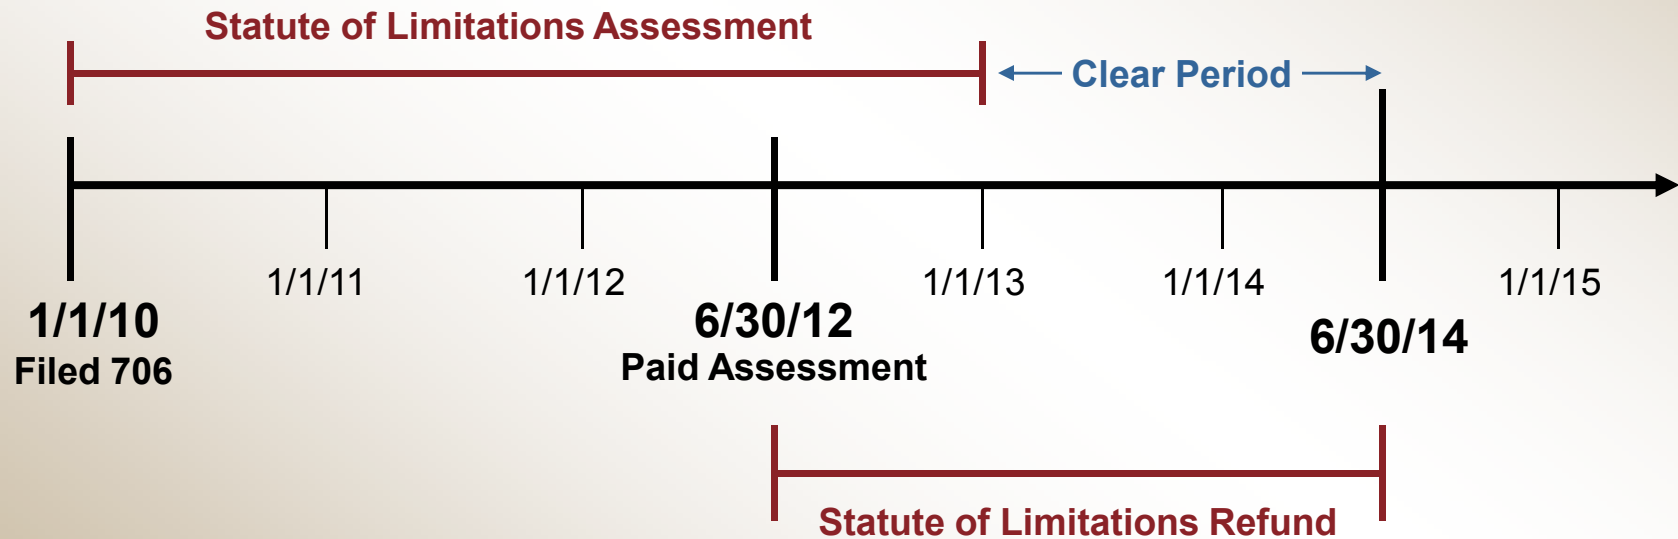 Statute of Limitations Assessment
Clear Period
1/1/11
1/1/12
1/1/13
1/1/14
1/1/15
1/1/10
Filed 706
6/30/12
Paid Assessment
6/30/14
Statute of Limitations Refund